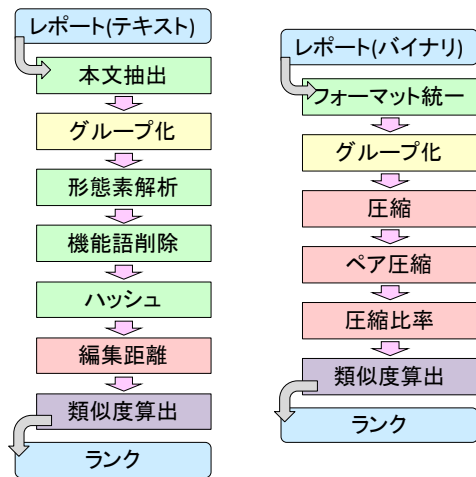 レポート(テキスト)
本文抽出
グループ化
形態素解析
機能語削除
ハッシュ
編集距離
類似度算出
ランク
レポート(バイナリ)
フォーマット統一
グループ化
圧縮
ペア圧縮
圧縮比率
類似度算出
ランク